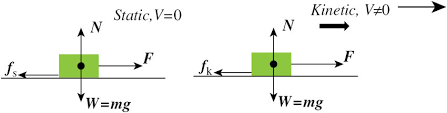 Static, V=0
N
F
fs
W=mg
Kinetic, V≠0
N
F
fk
W=mg